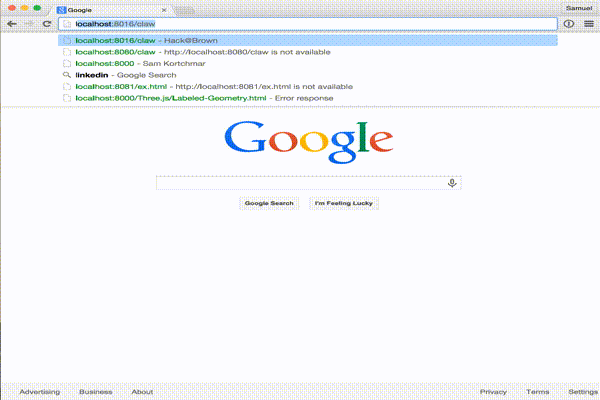 Google
Samuel
localhost:8016/claw
localhost:8016/claw - Hack@Brown
localhost:8080/claw - http://localhost:8080/claw is not available
localhost:8000 - Sam Kortchmar
linkedin - Google Search
localhost:8081/ex.html - http://localhost:8081/ex.html is not available
localhost:8000/Three.js/Labeled-Geometry.html - Error response
Google
Google Search I'm Feeling Lucky
Advertising Business About Privacy Terms Settings